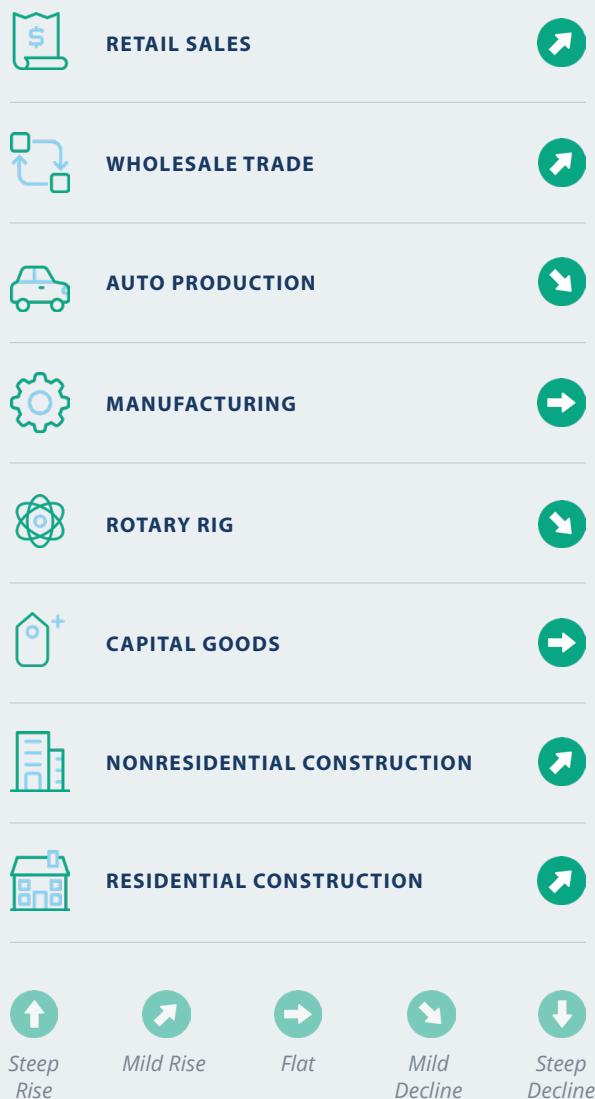 $
RETAIL SALES
WHOLESALE TRADE
AUTO PRODUCTION
MANUFACTURING
ROTARY RIG
CAPITAL GOODS
NONRESIDENTIAL CONSTRUCTION
RESIDENTIAL CONSTRUCTION
Steep
Rise
Mild Rise
Flat
Mild
Decline
Steep
Decline